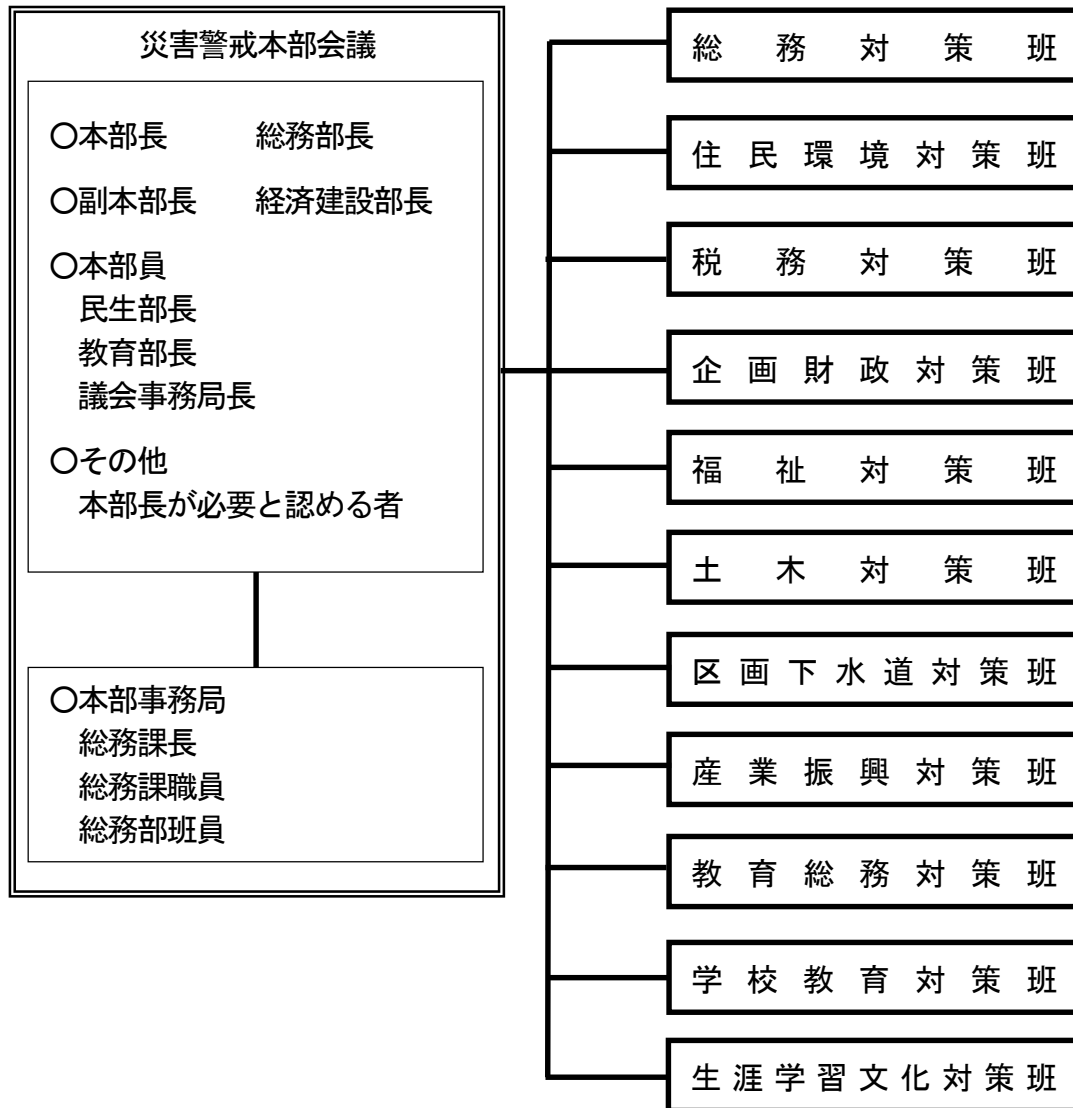 災害警戒本部会議
〇本部長　総務部長
〇副本部長　経済建設部長
〇本部員
民生部長
教育部長
議会事務局長
〇その他
本部長が必要と認める者
〇本部事務局
総務課長
総務課職員
総務部班員
総務対策班
住民環境対策班
税務対策班
企画財政対策班
福祉対策班
土木対策班
区画下水道対策班
産業振興対策班
教育総務対策班
学校教育対策班
生涯学習文化対策班